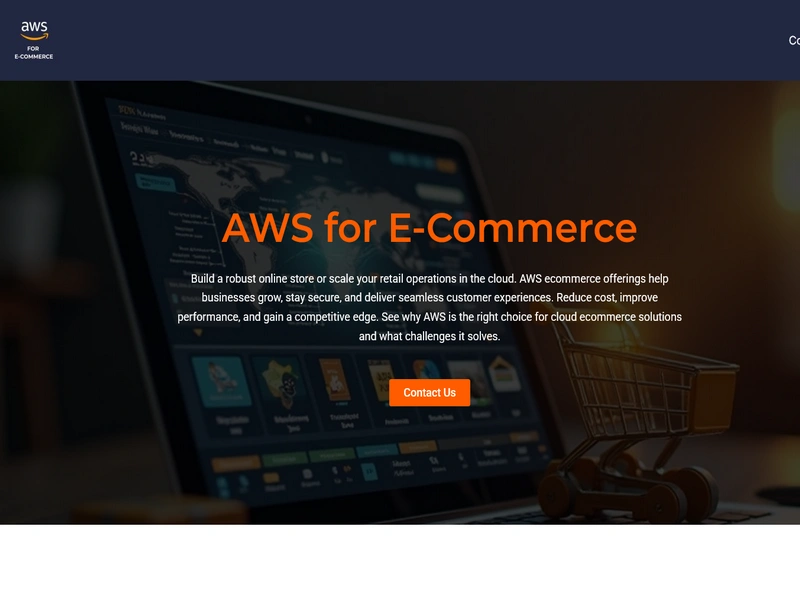 aws
FOR
E-COMMERCE
Co
AWS for E-Commerce
Build a robust online store or scale your retail operations in the cloud. AWS ecommerce offerings help
businesses grow, stay secure, and deliver seamless customer experiences. Reduce cost, improve
performance, and gain a competitive edge. See why AWS is the right choice for cloud ecommerce solutions
and what challenges it solves.
Contact Us